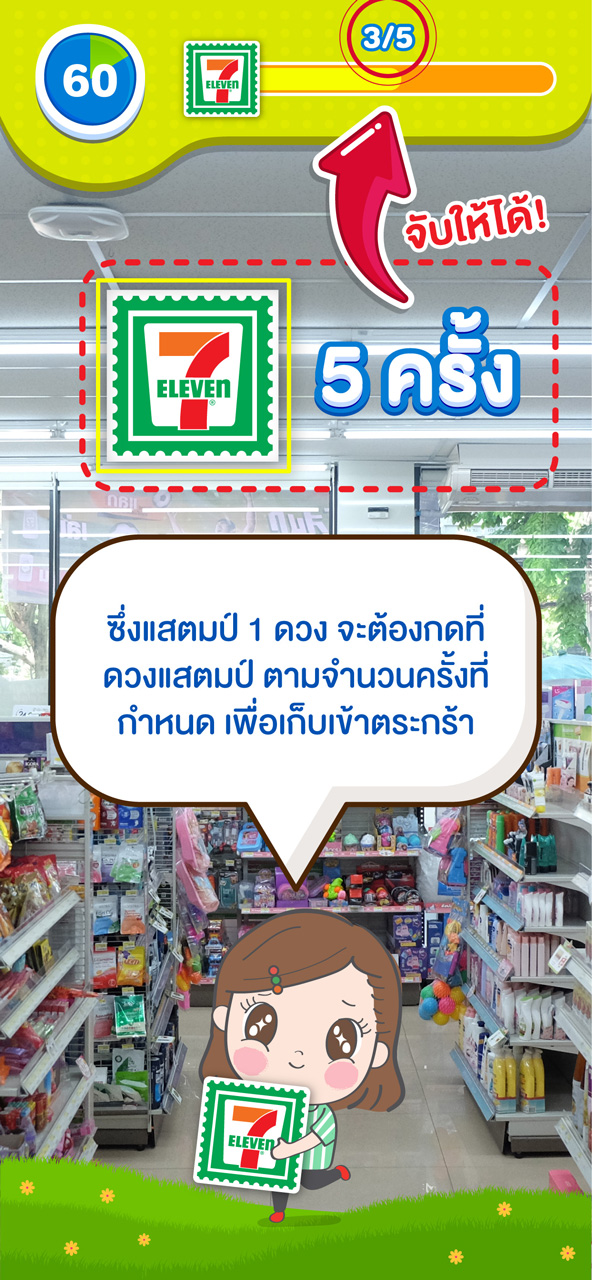 60
3/5
7
ELEVEn
จับให้ได้!
7
ELEVEn
®
5 ครั้ง
ซึ่งแสตมป์ 1 ดวง จะต้องกดที่
ดวงแสตมป์ ตามจำนวนครั้งที่
กำหนด เพื่อเก็บเข้าตระกร้า
7
ELEVEn